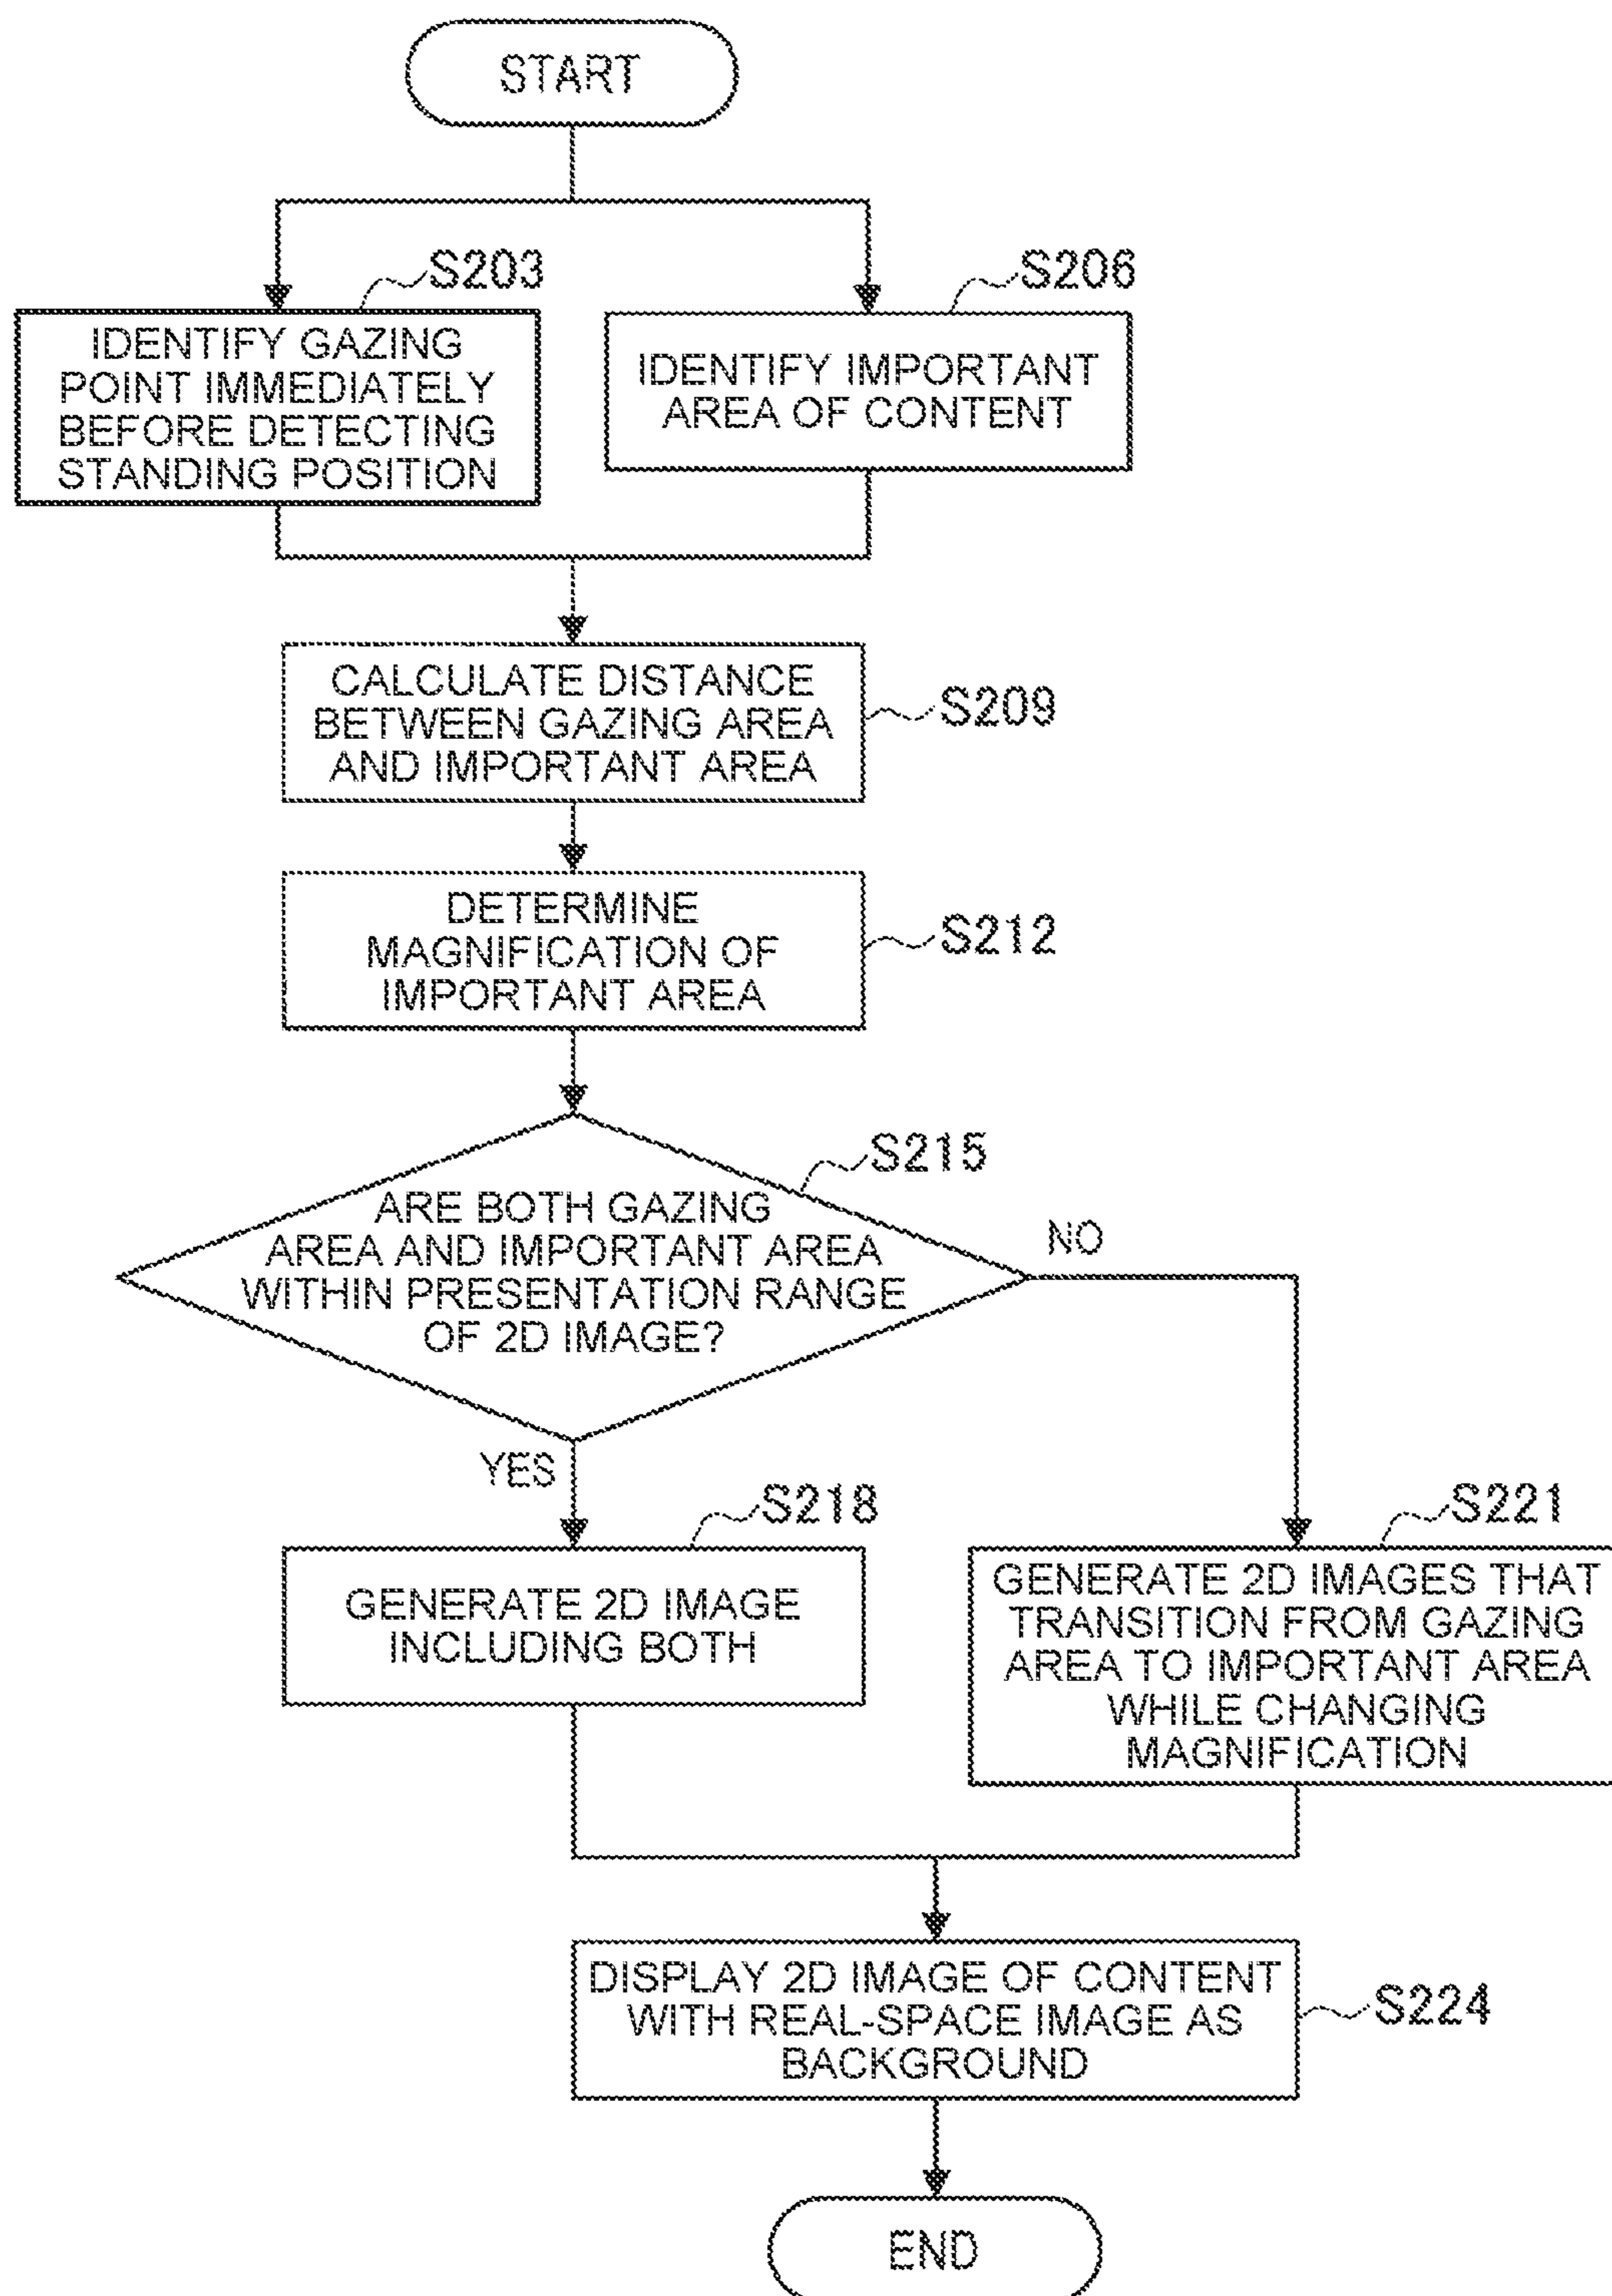 START
S203
IDENTIFY GAZING
POINT IMMEDIATELY
BEFORE DETECTING
STANDING POSITION
S206
IDENTIFY IMPORTANT
AREA OF CONTENT
CALCULATE DISTANCE
BETWEEN GAZING AREA
AND IMPORTANT AREA
S209
DETERMINE
MAGNIFICATION OF
IMPORTANT AREA
S212
S215
ARE BOTH GAZING
AREA AND IMPORTANT AREA
WITHIN PRESENTATION RANGE
OF 2D IMAGE?
NO
YES
S218
GENERATE 2D IMAGE
INCLUDING BOTH
S221
GENERATE 2D IMAGES THAT
TRANSITION FROM GAZING
AREA TO IMPORTANT AREA
WHILE CHANGING
MAGNIFICATION
DISPLAY 2D IMAGE OF CONTENT
WITH REAL-SPACE IMAGE AS
BACKGROUND
S224
END